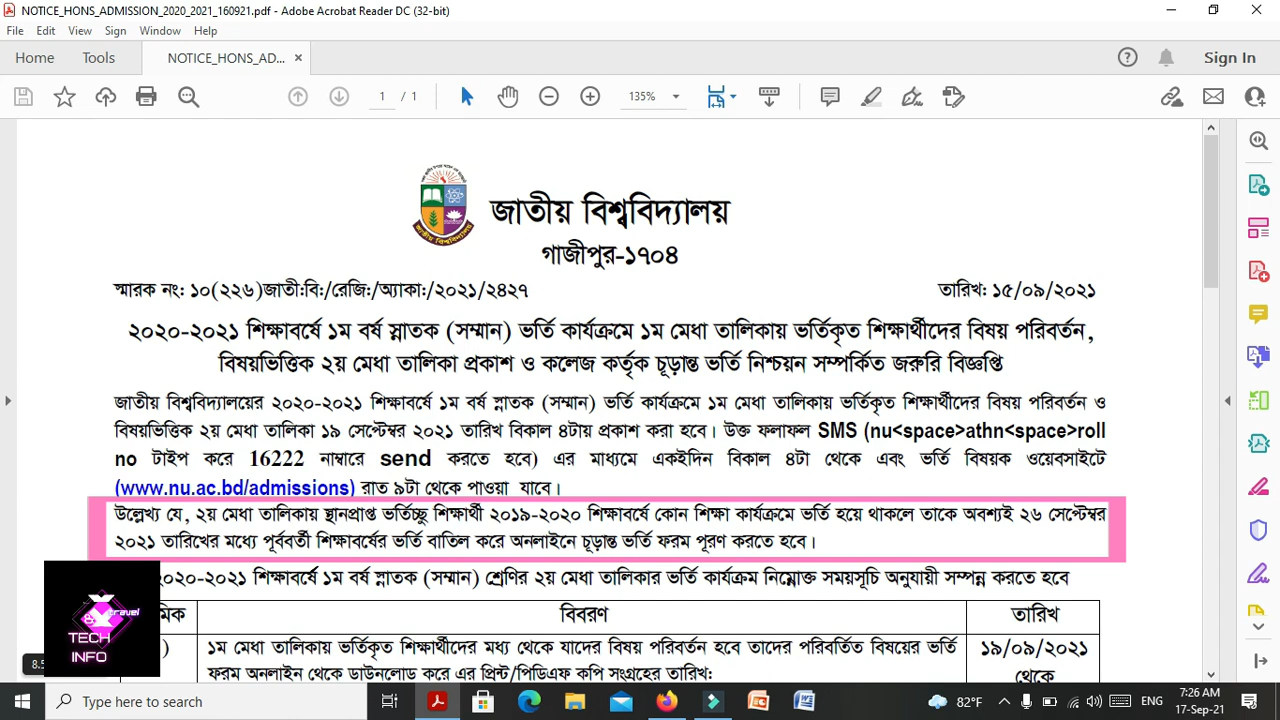 NOTICE_HONS_ADMISSION_2020_2021_160921.pdf - Adobe Acrobat Reader DC (32-bit)
File Edit View Sign Window Help
Home Tools NOTICE_HONS_AD... × Sign In
1 / 1 135%
জাতীয় বিশ্ববিদ্যালয়
গাজীপুর-১৭০৪
স্মারক নং: ১০(২২৬)জাতী:বি:/রেজি:/অ্যাকা:/২০২১/২৪২৭ তারিখ: ১৫/০৯/২০২১
২০২০-২০২১ শিক্ষাবর্ষে ১ম বর্ষ স্নাতক (সম্মান) ভর্তি কার্যক্রমে ১ম মেধা তালিকায় ভর্তিকৃত শিক্ষার্থীদের বিষয় পরিবর্তন,
বিষয়ভিত্তিক ২য় মেধা তালিকা প্রকাশ ও কলেজ কর্তৃক চূড়ান্ত ভর্তি নিশ্চয়ন সম্পর্কিত জরুরি বিজ্ঞপ্তি
জাতীয় বিশ্ববিদ্যালয়ের ২০২০-২০২১ শিক্ষাবর্ষে ১ম বর্ষ স্নাতক (সম্মান) ভর্তি কার্যক্রমে ১ম মেধা তালিকায় ভর্তিকৃত শিক্ষার্থীদের বিষয় পরিবর্তন ও
বিষয়ভিত্তিক ২য় মেধা তালিকা ১৯ সেপ্টেম্বর ২০২১ তারিখ বিকাল ৪টায় প্রকাশ করা হবে। উক্ত ফলাফল SMS (nu<space>athn<space>roll
no টাইপ করে 16222 নাম্বারে send করতে হবে) এর মাধ্যমে একইদিন বিকাল ৪টা থেকে এবং ভর্তি বিষয়ক ওয়েবসাইটে
(www.nu.ac.bd/admissions) রাত ৯টা থেকে পাওয়া যাবে।
উল্লেখ্য যে, ২য় মেধা তালিকায় স্থানপ্রাপ্ত ভর্তিচ্ছু শিক্ষার্থী ২০১৯-২০২০ শিক্ষাবর্ষে কোন শিক্ষা কার্যক্রমে ভর্তি হয়ে থাকলে তাকে অবশ্যই ২৬ সেপ্টেম্বর
২০২১ তারিখের মধ্যে পূর্ববর্তী শিক্ষাবর্ষের ভর্তি বাতিল করে অনলাইনে চূড়ান্ত ভর্তি ফরম পূরণ করতে হবে।
২০২০-২০২১ শিক্ষাবর্ষে ১ম বর্ষ স্নাতক (সম্মান) শ্রেণির ২য় মেধা তালিকার ভর্তি কার্যক্রম নিম্নোক্ত সময়সূচি অনুযায়ী সম্পন্ন করতে হবে
মিক বিবরণ তারিখ
) ১ম মেধা তালিকায় ভর্তিকৃত শিক্ষার্থীদের মধ্য থেকে যাদের বিষয় পরিবর্তন হবে তাদের পরিবর্তিত বিষয়ের ভর্তি ১৯/০৯/২০২১
ফরম অনলাইন থেকে ডাউনলোড করে এর প্রিন্ট/পিডিএফ কপি সংগ্রহের তারিখ: থেকে
travel
TECH
INFO
8.5
Type here to search 82°F ENG 7:26 AM
17-Sep-21